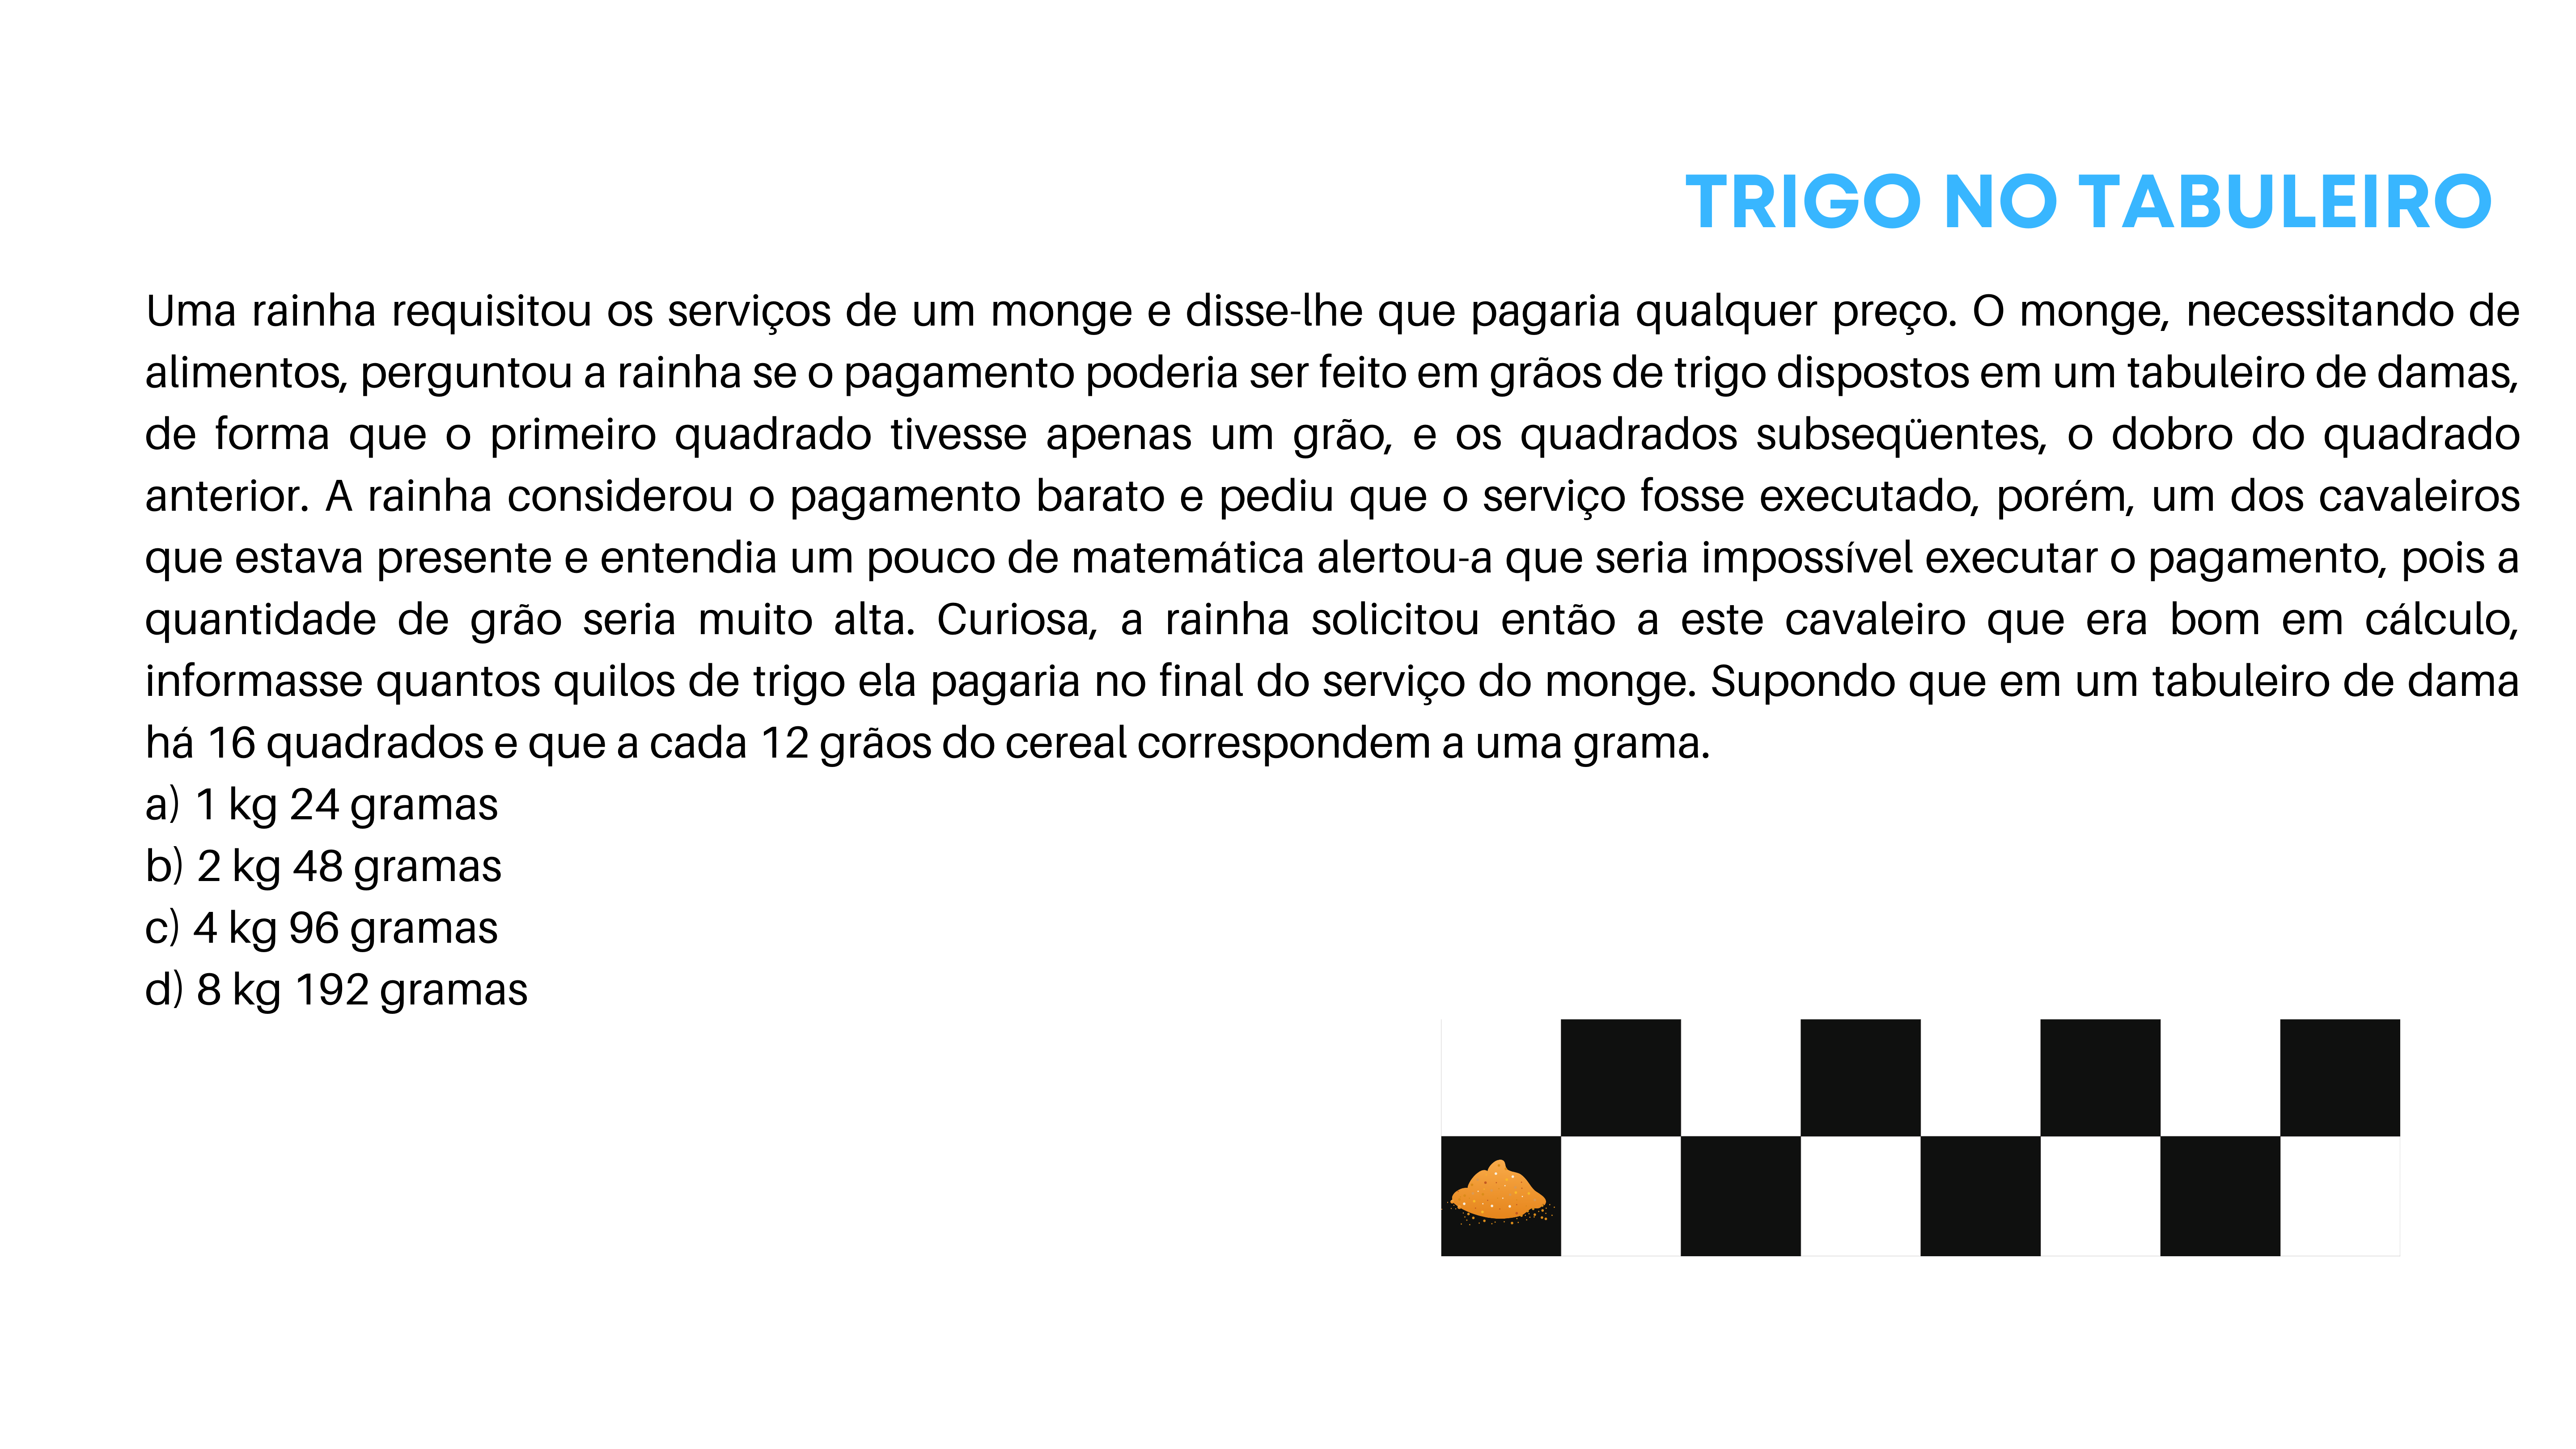 TRIGO NO TABULEIRO
Uma rainha requisitou os serviços de um monge e disse-lhe que pagaria qualquer preço. O monge, necessitando de
alimentos, perguntou a rainha se o pagamento poderia ser feito em grãos de trigo dispostos em um tabuleiro de damas,
de forma que o primeiro quadrado tivesse apenas um grão, e os quadrados subseqüentes, o dobro do quadrado
anterior. A rainha considerou o pagamento barato e pediu que o serviço fosse executado, porém, um dos cavaleiros
que estava presente e entendia um pouco de matemática alertou-a que seria impossível executar o pagamento, pois a
quantidade de grão seria muito alta. Curiosa, a rainha solicitou então a este cavaleiro que era bom em cálculo,
informasse quantos quilos de trigo ela pagaria no final do serviço do monge. Supondo que em um tabuleiro de dama
há 16 quadrados e que a cada 12 grãos do cereal correspondem a uma grama.
a) 1 kg 24 gramas
b) 2 kg 48 gramas
c) 4 kg 96 gramas
d) 8 kg 192 gramas